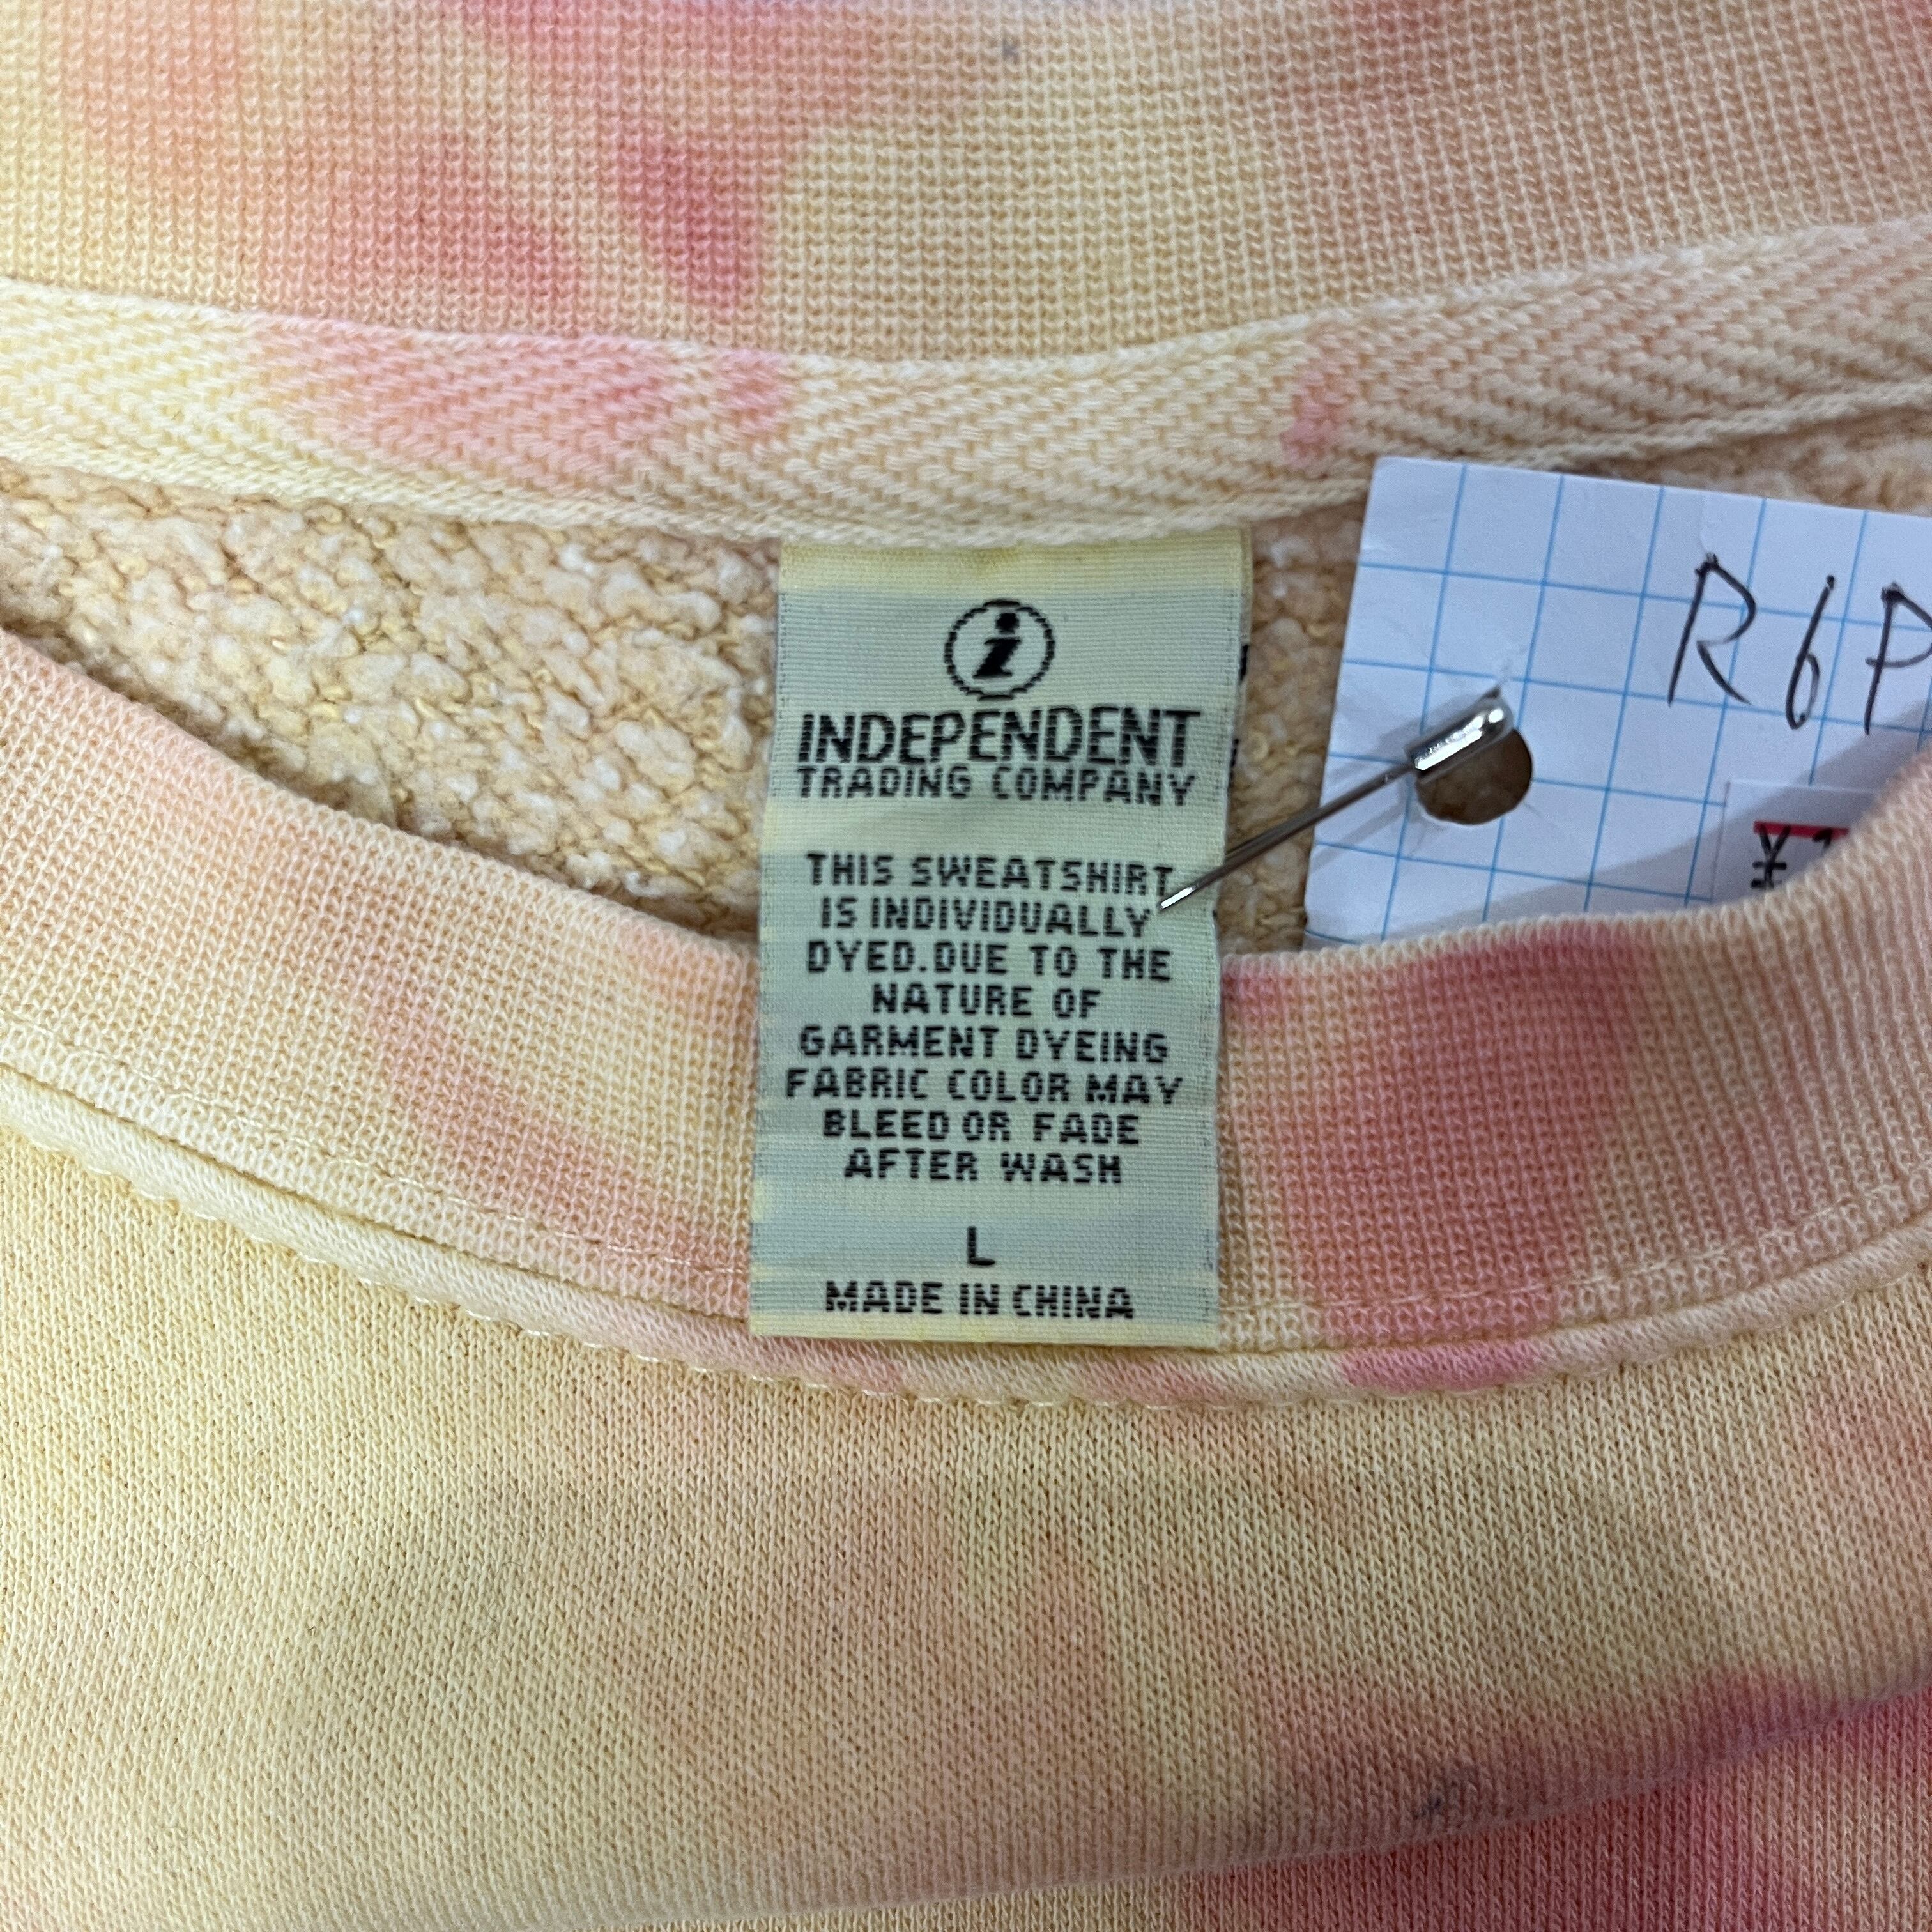 i
INDEPENDENT
TRADING COMPANY
THIS SWEATSHIRT
IS INDIVIDUALLY
DYED.DUE TO THE
NATURE OF
GARMENT DYEING
FABRIC COLOR MAY
BLEED OR FADE
AFTER WASH
L
MADE IN CHINA
R6P
¥